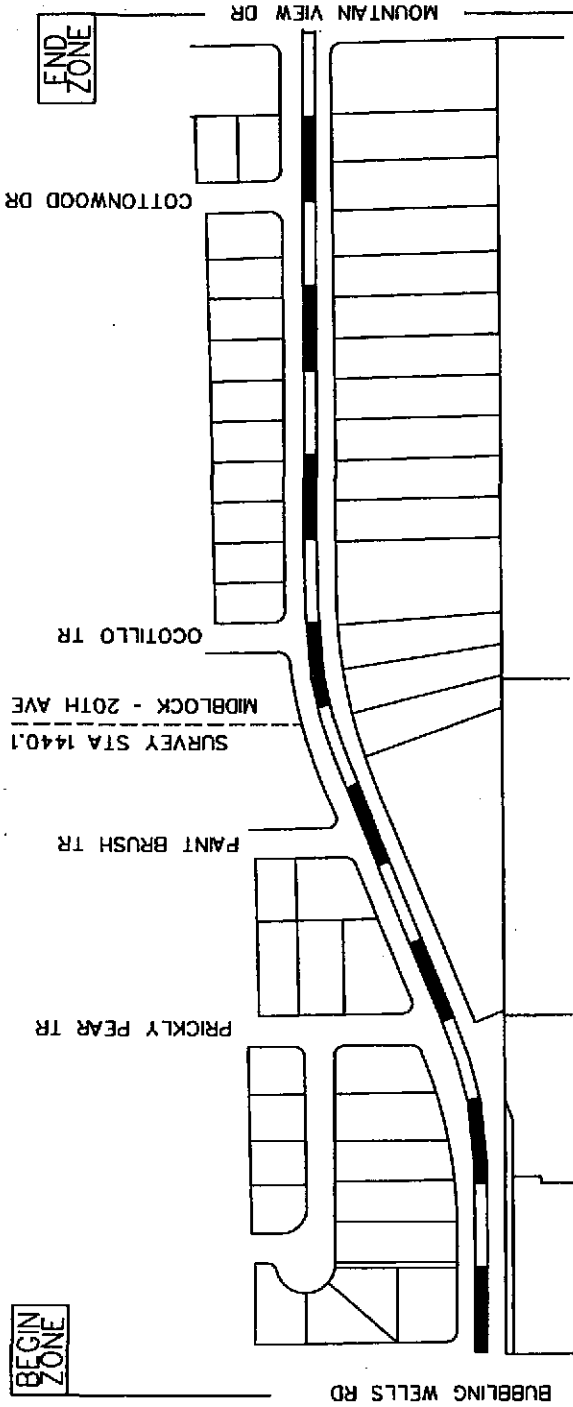 BEGIN
ZONE
BUBBLING WELLS RD
PRICKLY PEAR TR
PAINT BRUSH TR
SURVEY STA 1440.1
MIDBLOCK - 20TH AVE
OCOTILLO TR
COTTONWOOD DR
END
ZONE
MOUNTAIN VIEW DR